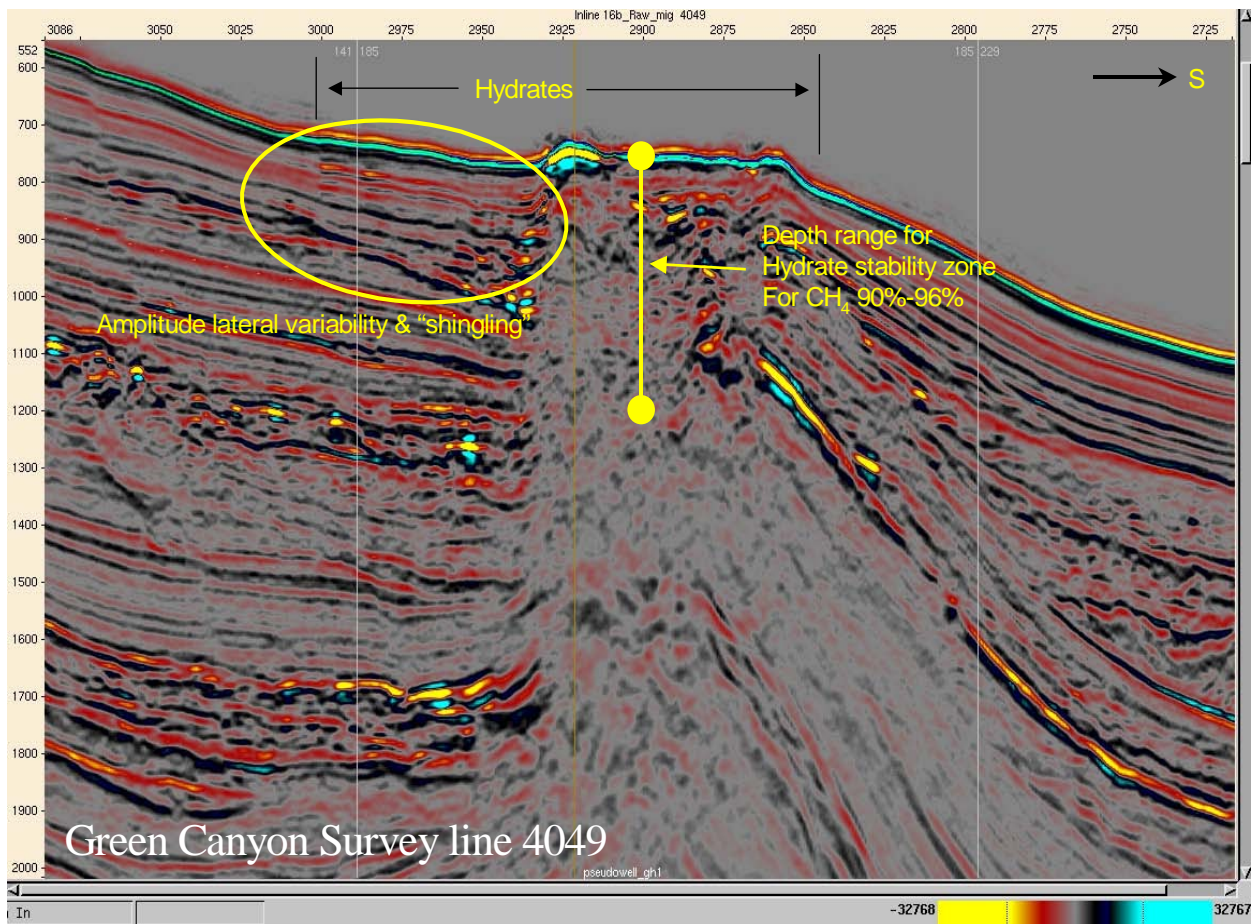 Inline 16b_Raw_mig 4049
3086 3050 3025 3000 2975 2950 2925 2900 2875 2850 2825 2800 2775 2750 2725
141 185
185 229
S
Hydrates
Depth range for
Hydrate stability zone
For CH₄ 90%-96%
Amplitude lateral variability & “shingling”
552
600
700
800
900
1000
1100
1200
1300
1400
1500
1600
1700
1800
1900
2000
Green Canyon Survey line 4049
pseudowell_gh1
In
-32768
32767